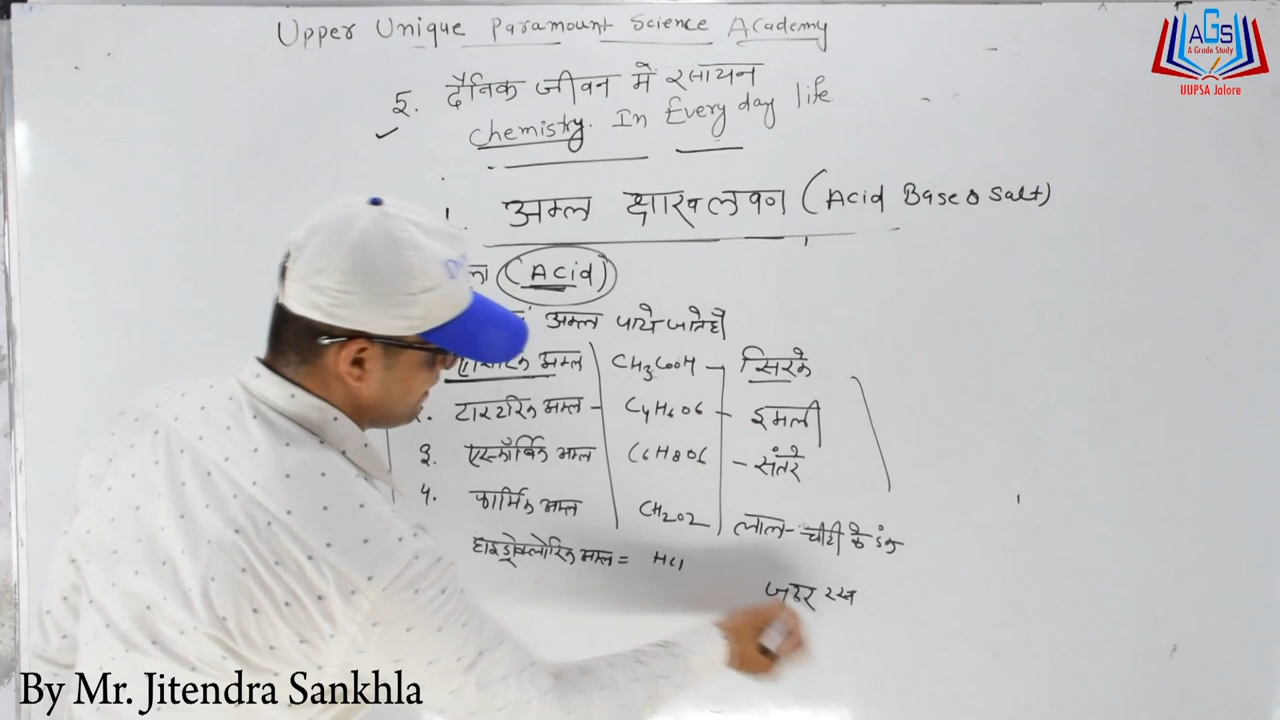 Upper Unique Paramount Science Academy
AGS
A Grade Study
UUPSA Jalore
5. दैनिक जीवन में रसायन
Chemistry. In Every day life
1. अम्ल क्षार व लवण (Acid Base & Salt)
(Acid)
अम्ल पाये जाते हैं
एसिटिक अम्ल CH3COOH – सिरके
टारटरिक अम्ल – C4H6O6 – इमली
3. एस्कॉर्बिक अम्ल C6H8O6 – संतरे
4. फार्मिक अम्ल CH2O2 लाल-चींटी के डंक
हाइड्रोक्लोरिक अम्ल = HCl
जठर रस
By Mr. Jitendra Sankhla